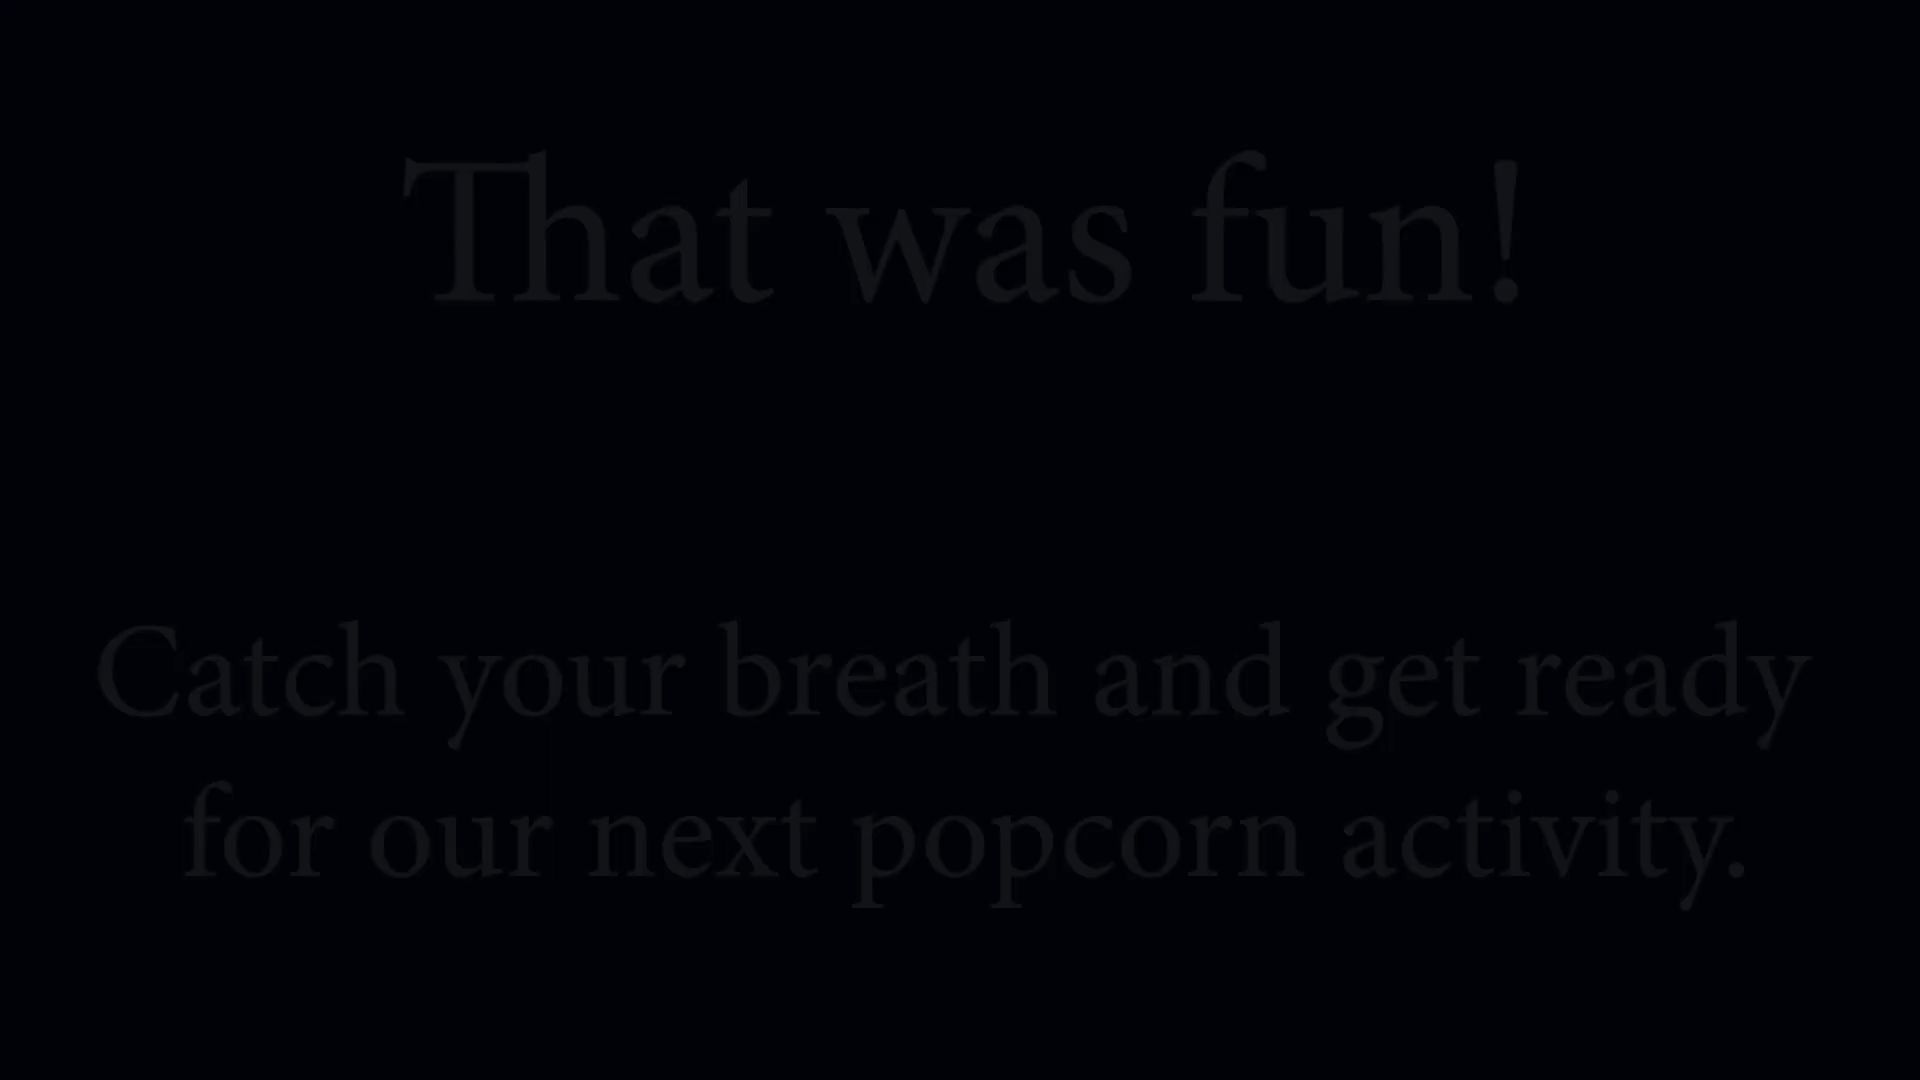 That was fun!
Catch your breath and get ready
for our next popcorn activity.